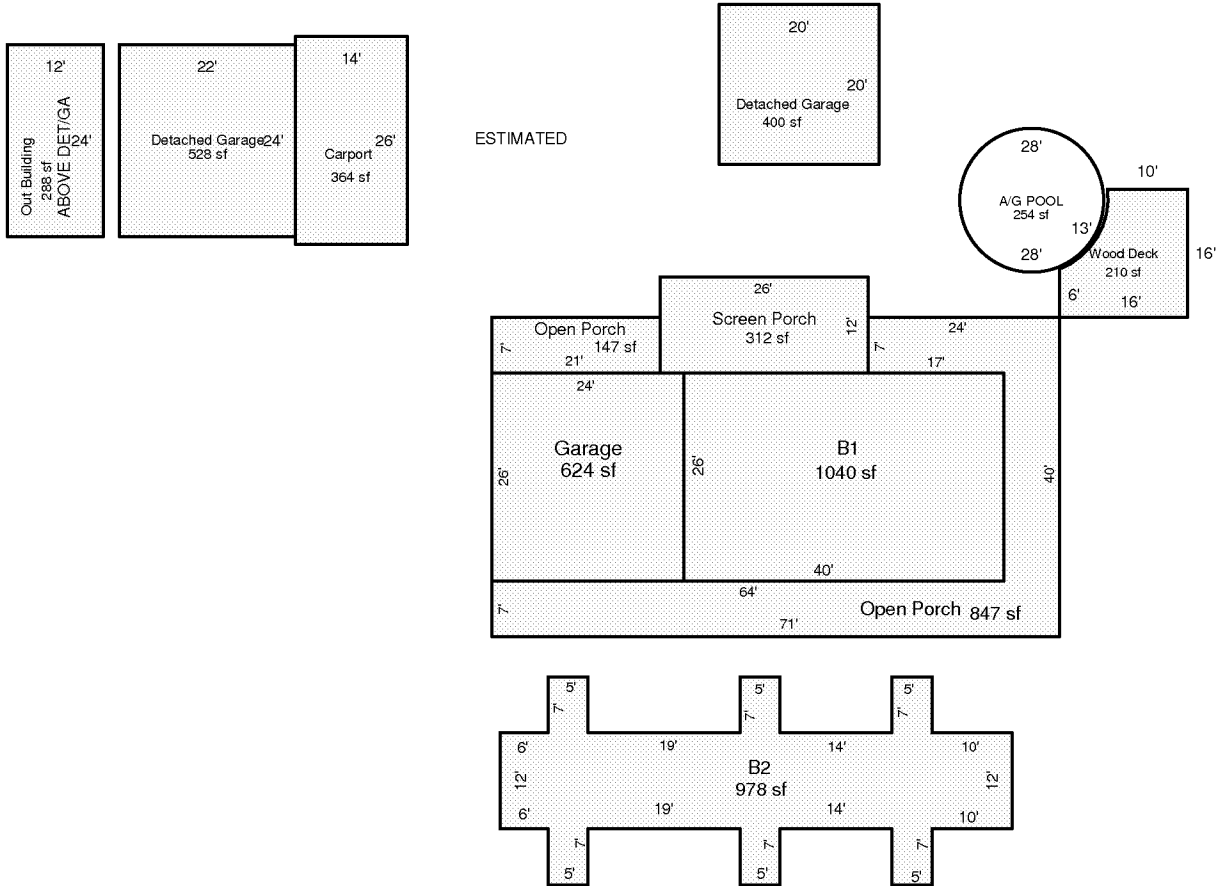 12'
24'
Out Building
288 sf
ABOVE DET/GA
22'
Detached Garage
24'
528 sf
14'
26'
Carport
364 sf
ESTIMATED
20'
20'
Detached Garage
400 sf
28'
A/G POOL
254 sf
13'
28'
10'
16'
Wood Deck
210 sf
6'
16'
Open Porch
147 sf
7'
21'
26'
Screen Porch
312 sf
12'
24'
7'
17'
24'
Garage
624 sf
26'
26'
B1
1040 sf
40'
40'
64'
7'
Open Porch 847 sf
71'
5'
7'
5'
7'
5'
7'
6'
19'
14'
10'
12'
B2
978 sf
12'
6'
19'
14'
10'
7'
5'
7'
5'
7'
5'